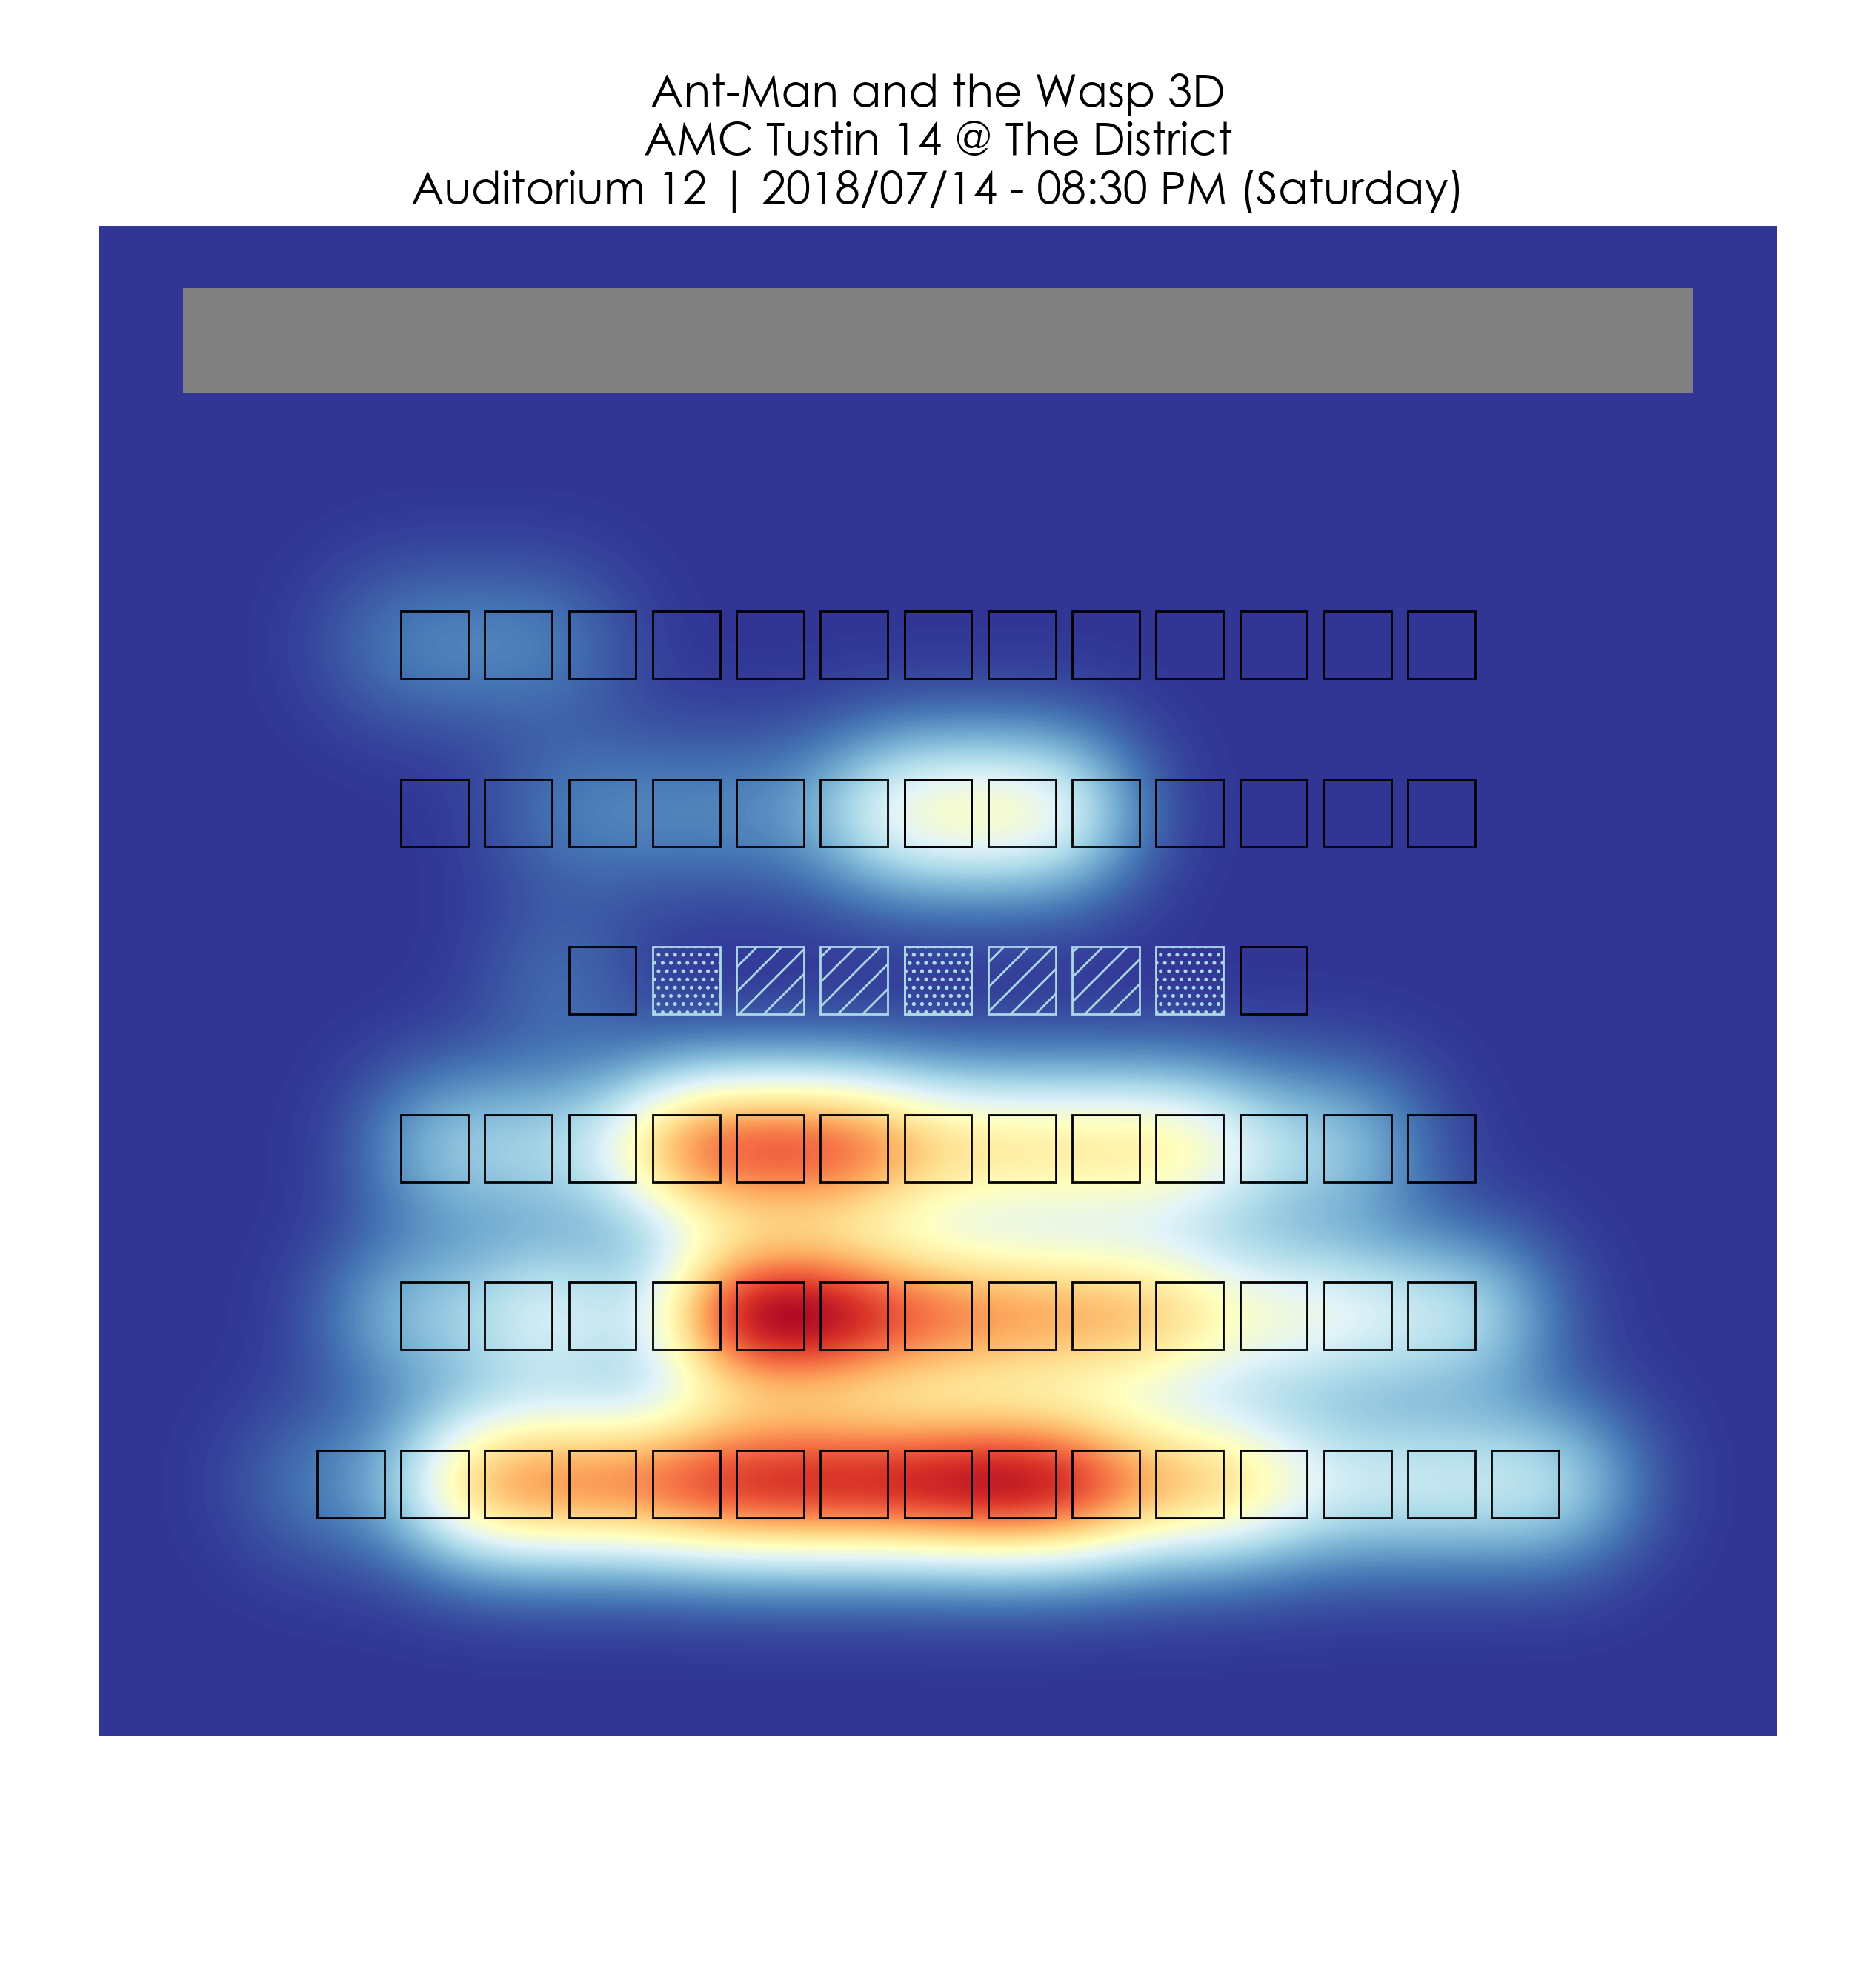 Ant-Man and the Wasp 3D
AMC Tustin 14 @ The District
Auditorium 12 | 2018/07/14 - 08:30 PM (Saturday)